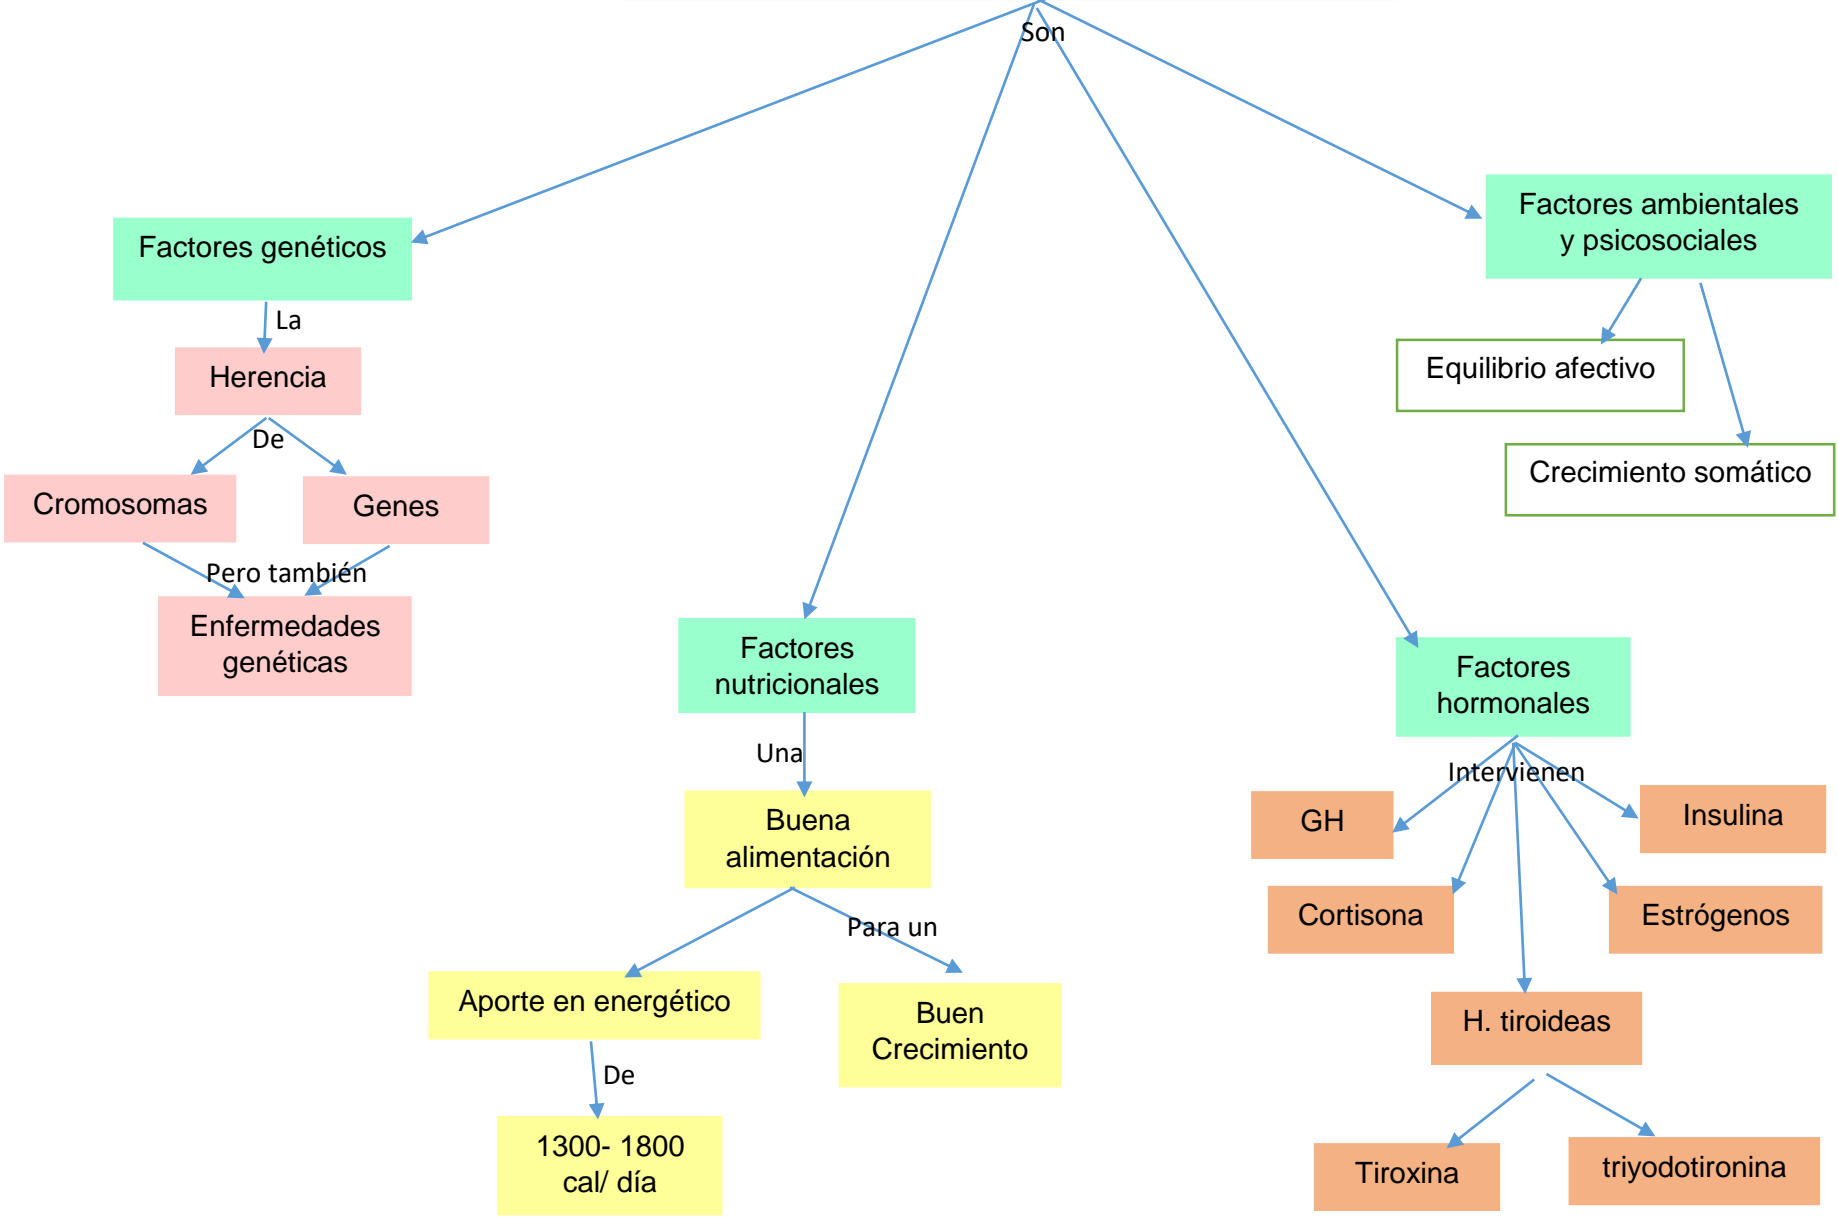 Son
Factores genéticos
La
Herencia
De
Cromosomas
Genes
Pero también
Enfermedades
genéticas
Factores
nutricionales
Una
Buena
alimentación
Para un
Aporte en energético
Buen
Crecimiento
De
1300- 1800
cal/ día
Factores ambientales
y psicosociales
Equilibrio afectivo
Crecimiento somático
Factores
hormonales
Intervienen
GH
Insulina
Cortisona
Estrógenos
H. tiroideas
Tiroxina
triyodotironina